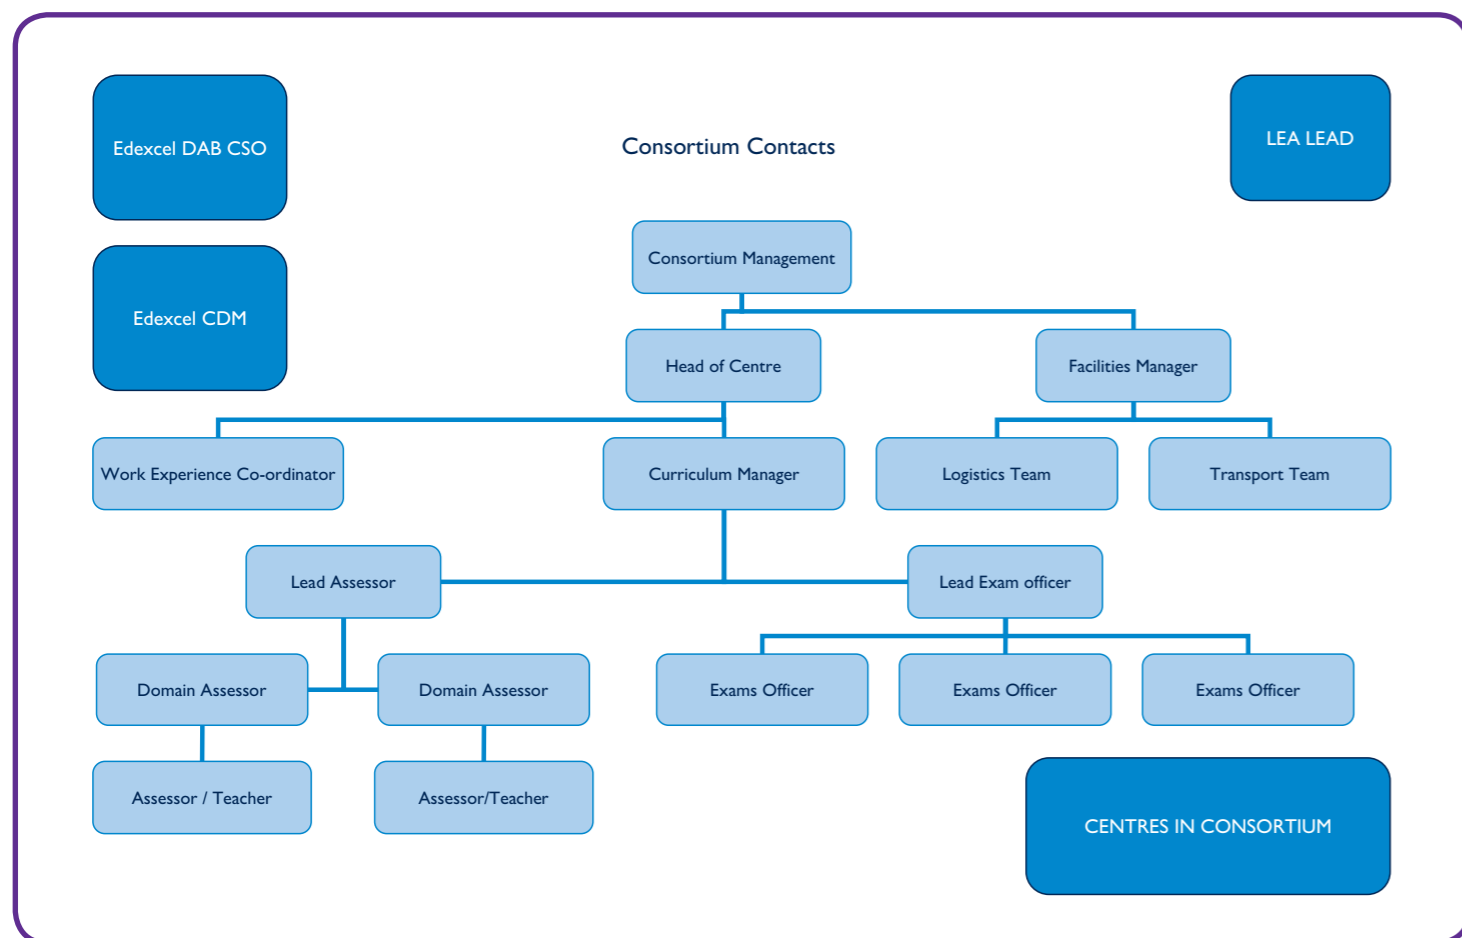 Edexcel DAB CSO
Consortium Contacts
LEA LEAD
Edexcel CDM
Consortium Management
Head of Centre
Facilities Manager
Work Experience Co-ordinator
Curriculum Manager
Logistics Team
Transport Team
Lead Assessor
Lead Exam officer
Domain Assessor
Domain Assessor
Exams Officer
Exams Officer
Exams Officer
Assessor / Teacher
Assessor/Teacher
CENTRES IN CONSORTIUM